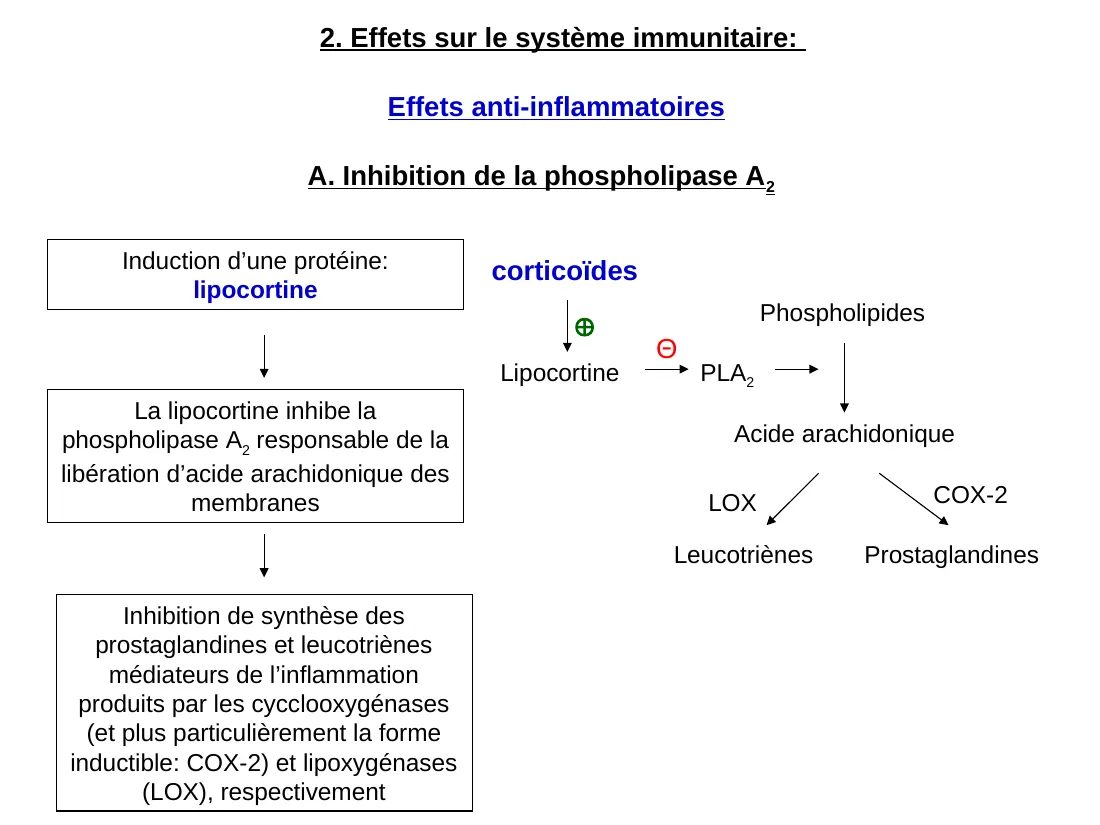 2. Effets sur le système immunitaire:
Effets anti-inflammatoires
A. Inhibition de la phospholipase A2
Induction d’une protéine:
lipocortine
La lipocortine inhibe la
phospholipase A2 responsable de la
libération d’acide arachidonique des
membranes
Inhibition de synthèse des
prostaglandines et leucotriènes
médiateurs de l’inflammation
produits par les cycclooxygénases
(et plus particulièrement la forme
inductible: COX-2) et lipoxygénases
(LOX), respectivement
corticoïdes
⊕
Phospholipides
Θ
Lipocortine
PLA2
Acide arachidonique
LOX
COX-2
Leucotriènes
Prostaglandines